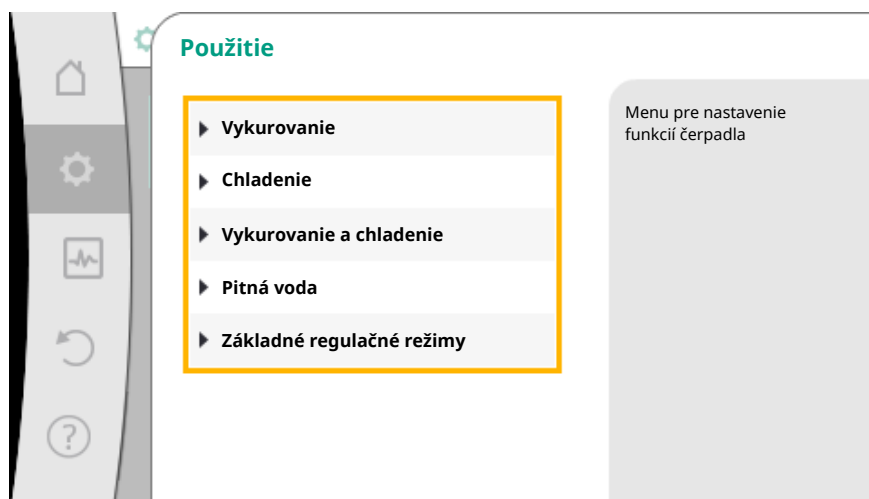 Použitie
Vykurovanie
Chladenie
Vykurovanie a chladenie
Pitná voda
Základné regulačné režimy
Menu pre nastavenie
funkcií čerpadla
?